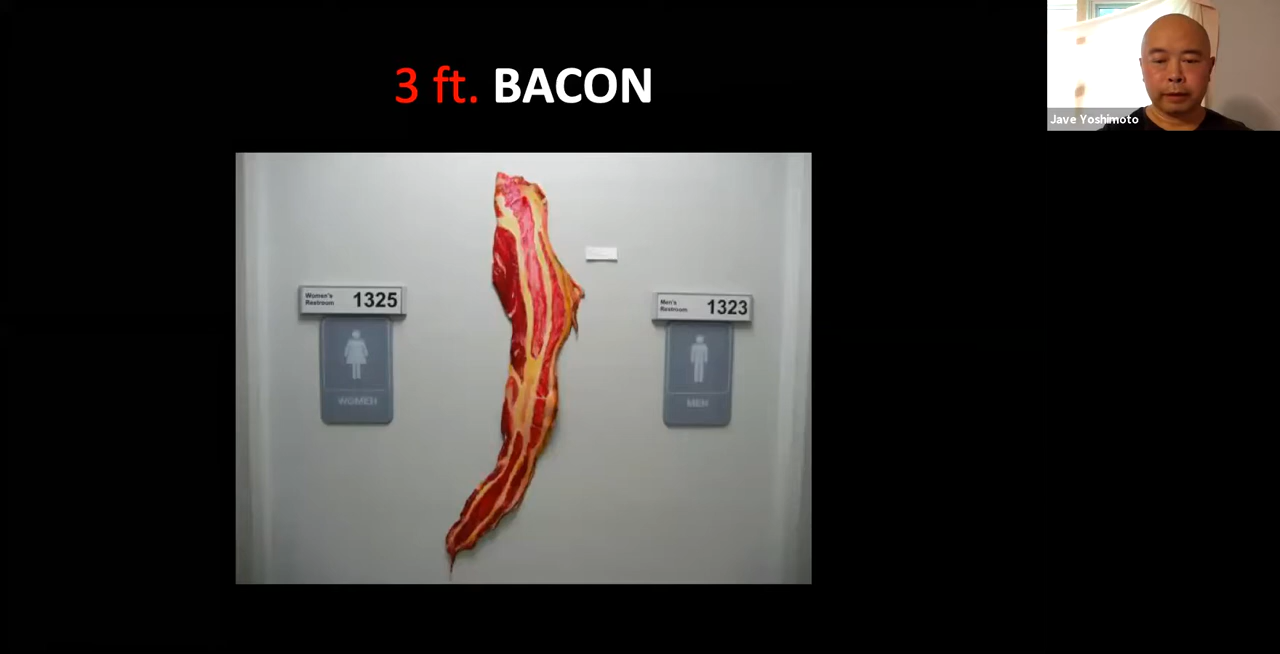 3 ft. BACON
Jave Yoshimoto
Women's
Restroom
1325
WOMEN
Men's
Restroom
1323
MEN